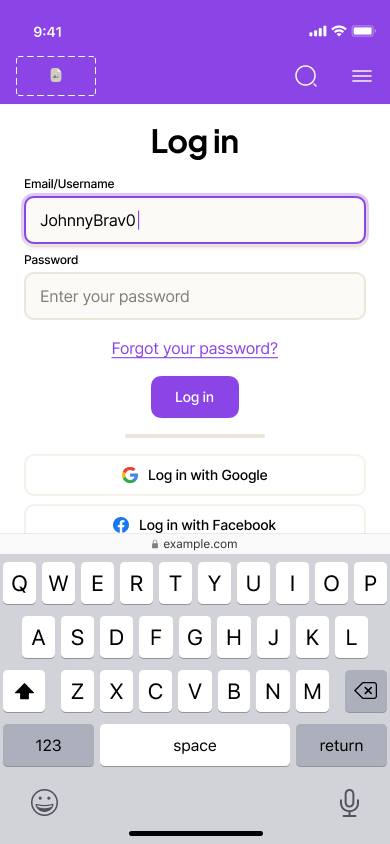 9:41
Log in
Email/Username
JohnnyBrav0
Password
Enter your password
Forgot your password?
Log in
Log in with Google
Log in with Facebook
example.com
Q W E R T Y U I O P
A S D F G H J K L
Z X C V B N M
123 space return